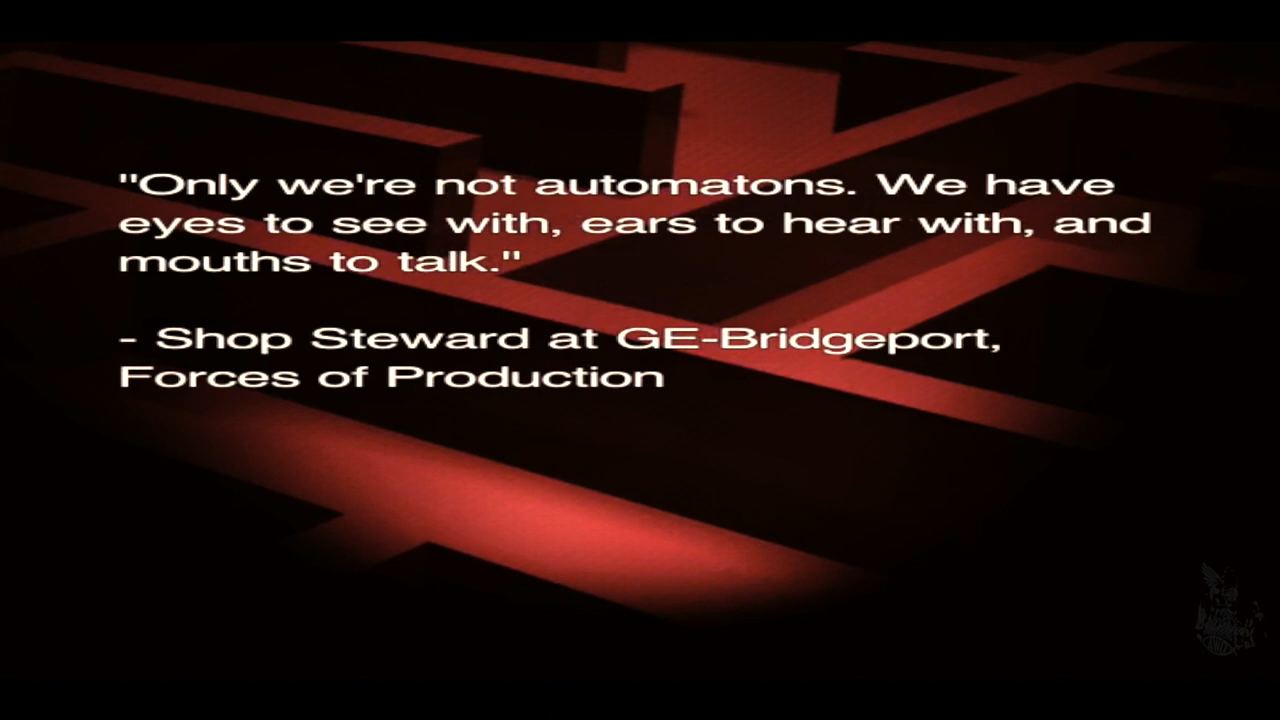 "Only we're not automatons. We have
eyes to see with, ears to hear with, and
mouths to talk."
- Shop Steward at GE-Bridgeport,
Forces of Production